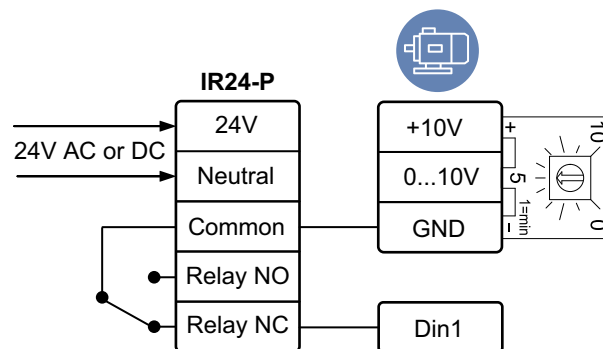 IR24-P
24V AC or DC
24V
Neutral
Common
Relay NO
Relay NC
+10V
0...10V
GND
Din1
+
-
10
5
0
1=min